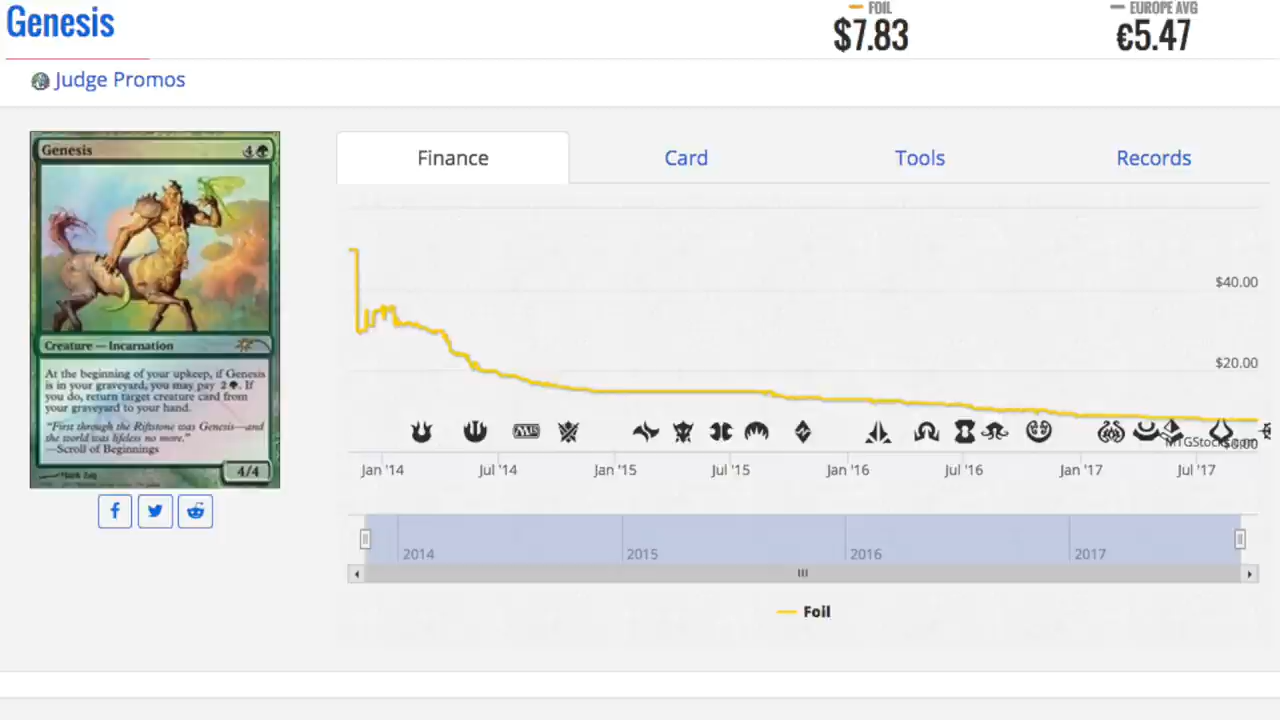 Genesis
FOIL
$7.83
EUROPE AVG
€5.47
Judge Promos
Genesis 4
Creature — Incarnation
At the beginning of your upkeep, if Genesis
is in your graveyard, you may pay 2 . If
you do, return target creature card from
your graveyard to your hand.
"First through the Riftstone was Genesis—and
the world was lifeless no more."
—Scroll of Beginnings
4/4
Finance Card Tools Records
$40.00
$20.00
$0.00
MTGStocks.com
Jan '14 Jul '14 Jan '15 Jul '15 Jan '16 Jul '16 Jan '17 Jul '17
2014 2015 2016 2017
Foil